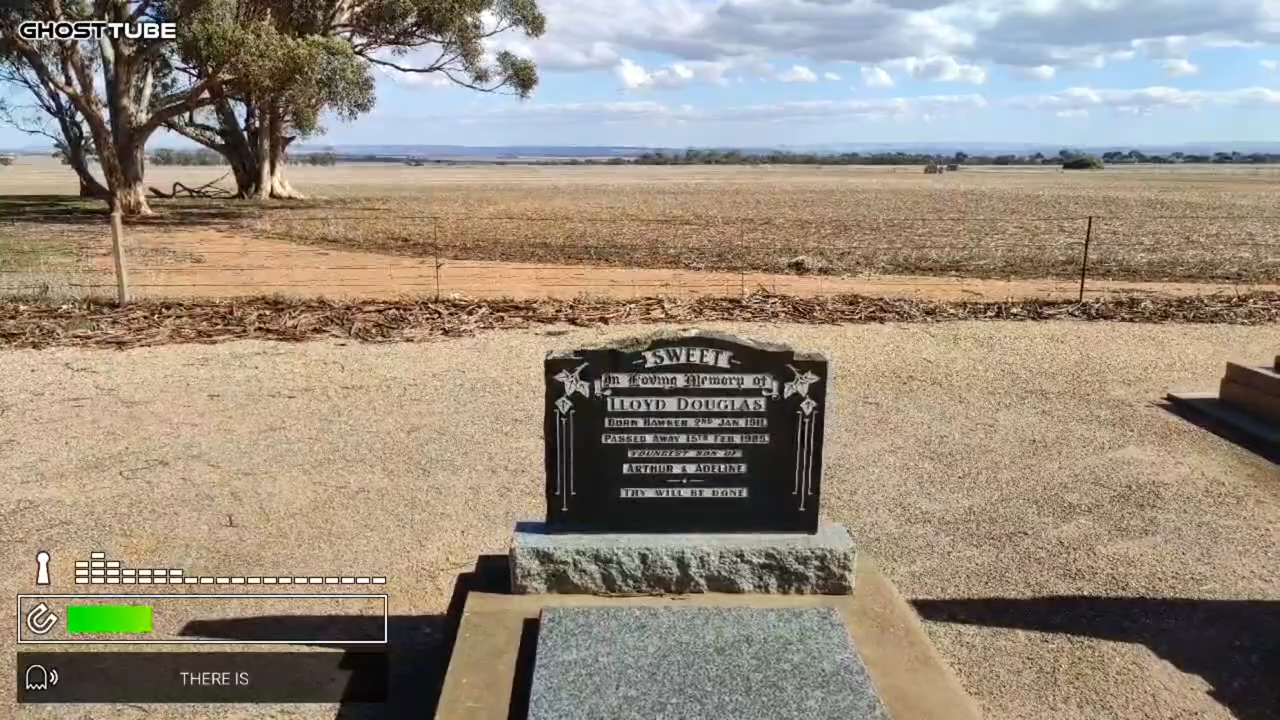 GHOSTTUBE
SWEET
In Loving Memory of
LLOYD DOUGLAS
BORN HAWKER 2ND JAN. 1911.
PASSED AWAY 15TH FEB. 1989.
YOUNGEST SON OF
ARTHUR & ADELINE
THY WILL BE DONE
THERE IS